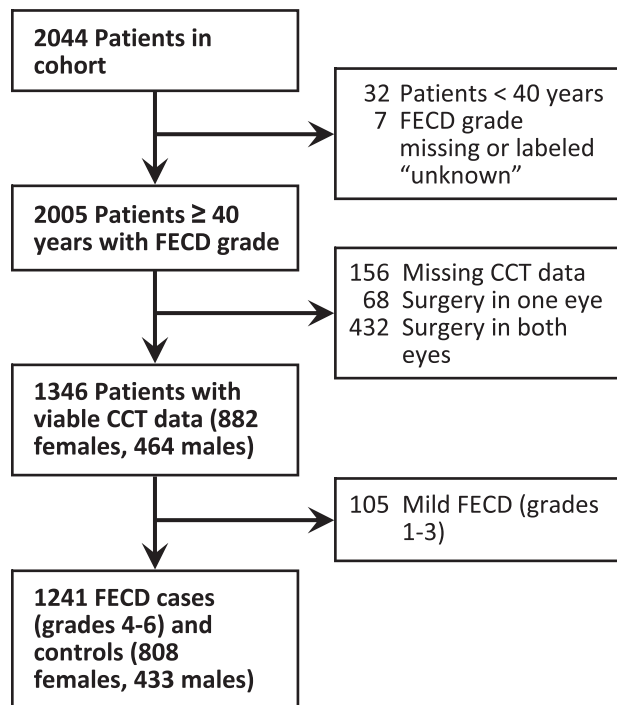 2044 Patients in
cohort
32 Patients < 40 years
7 FECD grade
missing or labeled
“unknown”
2005 Patients ≥ 40
years with FECD grade
156 Missing CCT data
68 Surgery in one eye
432 Surgery in both
eyes
1346 Patients with
viable CCT data (882
females, 464 males)
105 Mild FECD (grades
1-3)
1241 FECD cases
(grades 4-6) and
controls (808
females, 433 males)